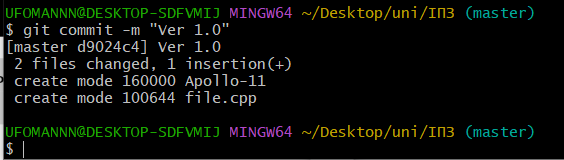 UFOMANNN@DESKTOP-SDFVMIJ MINGW64 ~/Desktop/uni/ІПЗ (master)
$ git commit -m "Ver 1.0"
[master d9024c4] Ver 1.0
 2 files changed, 1 insertion(+)
 create mode 160000 Apollo-11
 create mode 100644 file.cpp
UFOMANNN@DESKTOP-SDFVMIJ MINGW64 ~/Desktop/uni/ІПЗ (master)
$